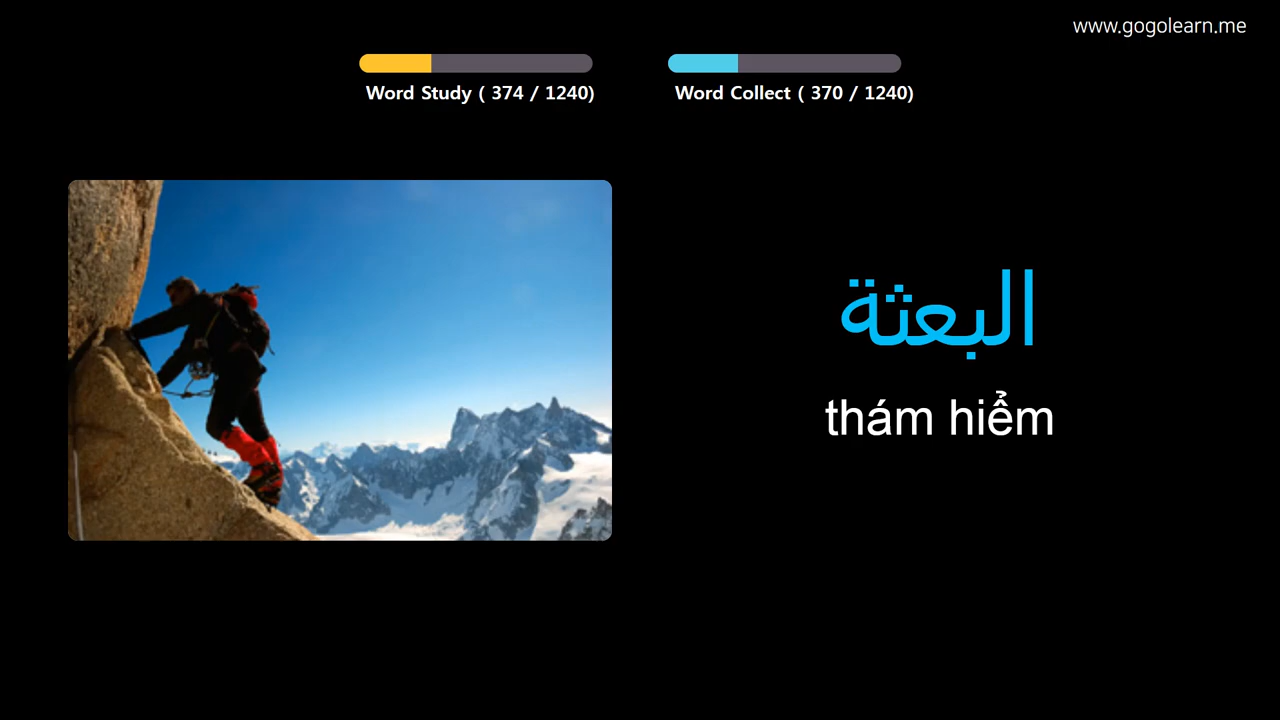 www.gogolearn.me
Word Study ( 374 / 1240)
Word Collect ( 370 / 1240)
البعثة
thám hiểm